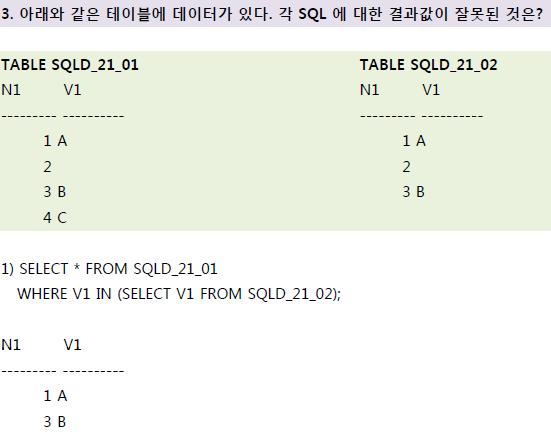 3. 아래와 같은 테이블에 데이터가 있다. 각 SQL 에 대한 결과값이 잘못된 것은?
TABLE SQLD_21_01 TABLE SQLD_21_02
N1 V1 N1 V1
--------- ---------- --------- ----------
1 A 1 A
2 2
3 B 3 B
4 C
1) SELECT * FROM SQLD_21_01
WHERE V1 IN (SELECT V1 FROM SQLD_21_02);
N1 V1
--------- ----------
1 A
3 B